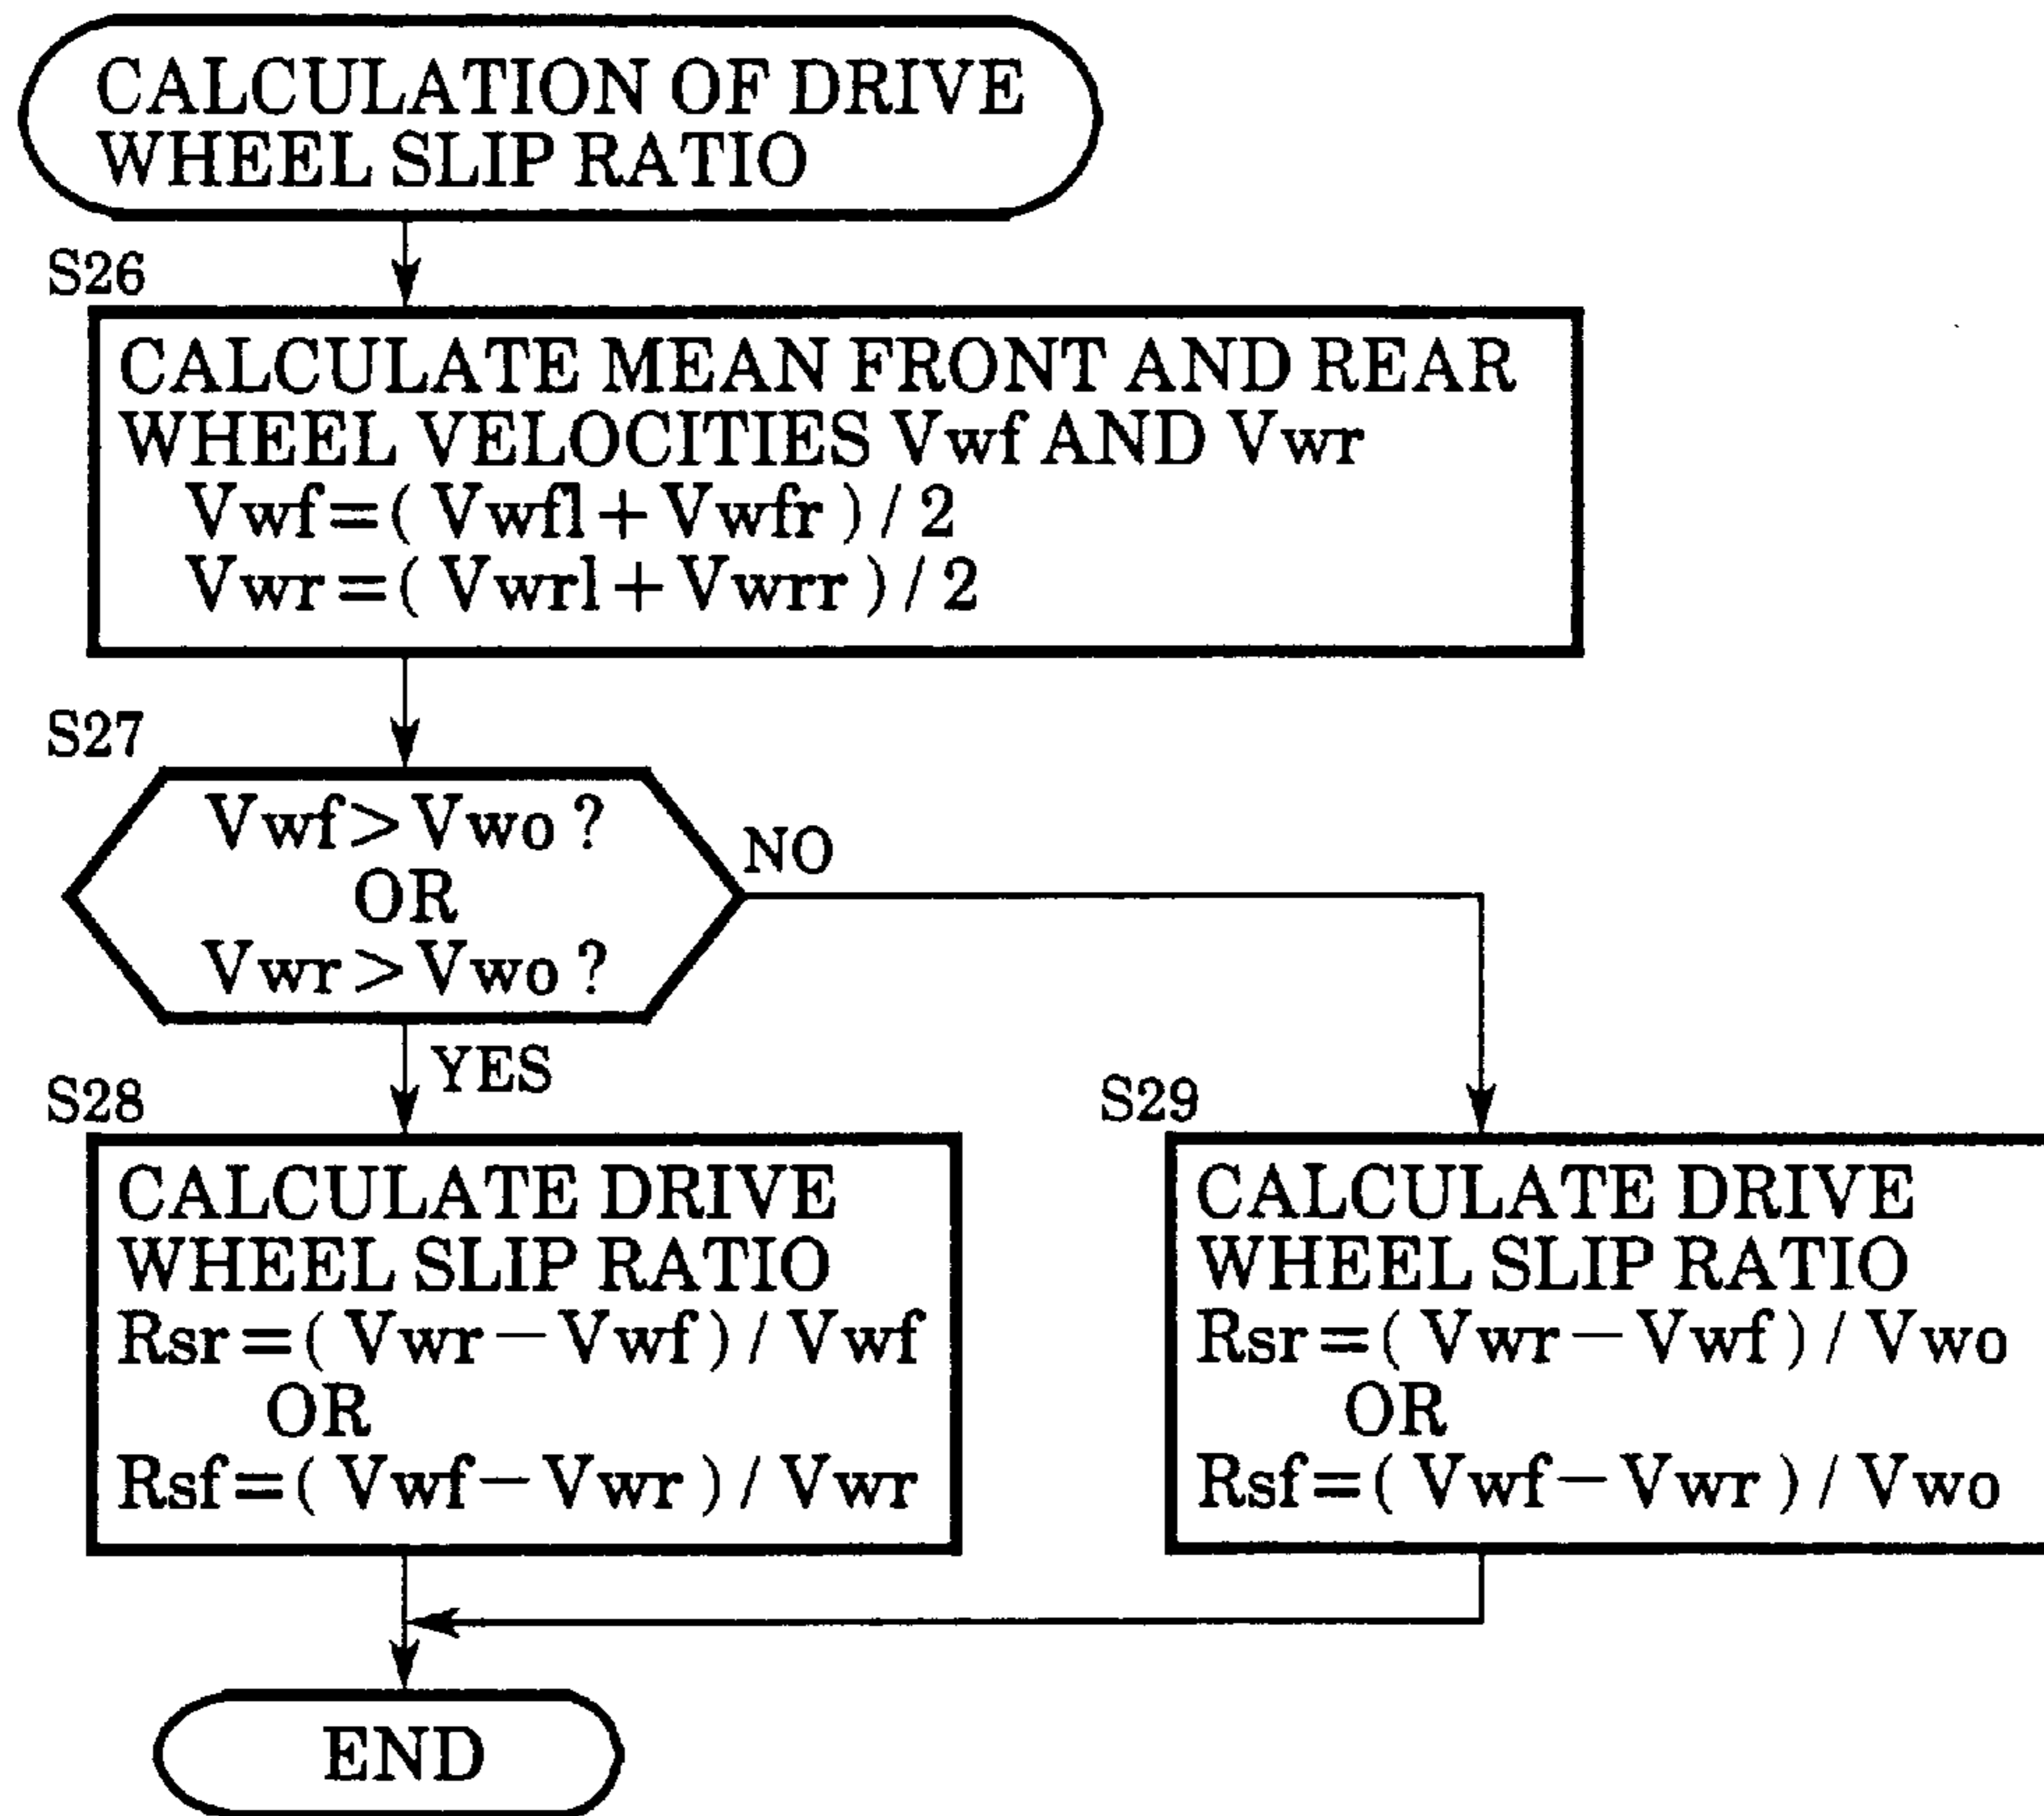 CALCULATION OF DRIVE
WHEEL SLIP RATIO
S26
CALCULATE MEAN FRONT AND REAR
WHEEL VELOCITIES Vwf AND Vwr
Vwf=(Vwfl+Vwfr)/2
Vwr=(Vwrl+Vwrr)/2
S27
Vwf>Vwo?
OR
Vwr>Vwo?
NO
YES
S28
CALCULATE DRIVE
WHEEL SLIP RATIO
Rsr=(Vwr-Vwf)/Vwf
OR
Rsf=(Vwf-Vwr)/Vwr
S29
CALCULATE DRIVE
WHEEL SLIP RATIO
Rsr=(Vwr-Vwf)/Vwo
OR
Rsf=(Vwf-Vwr)/Vwo
END